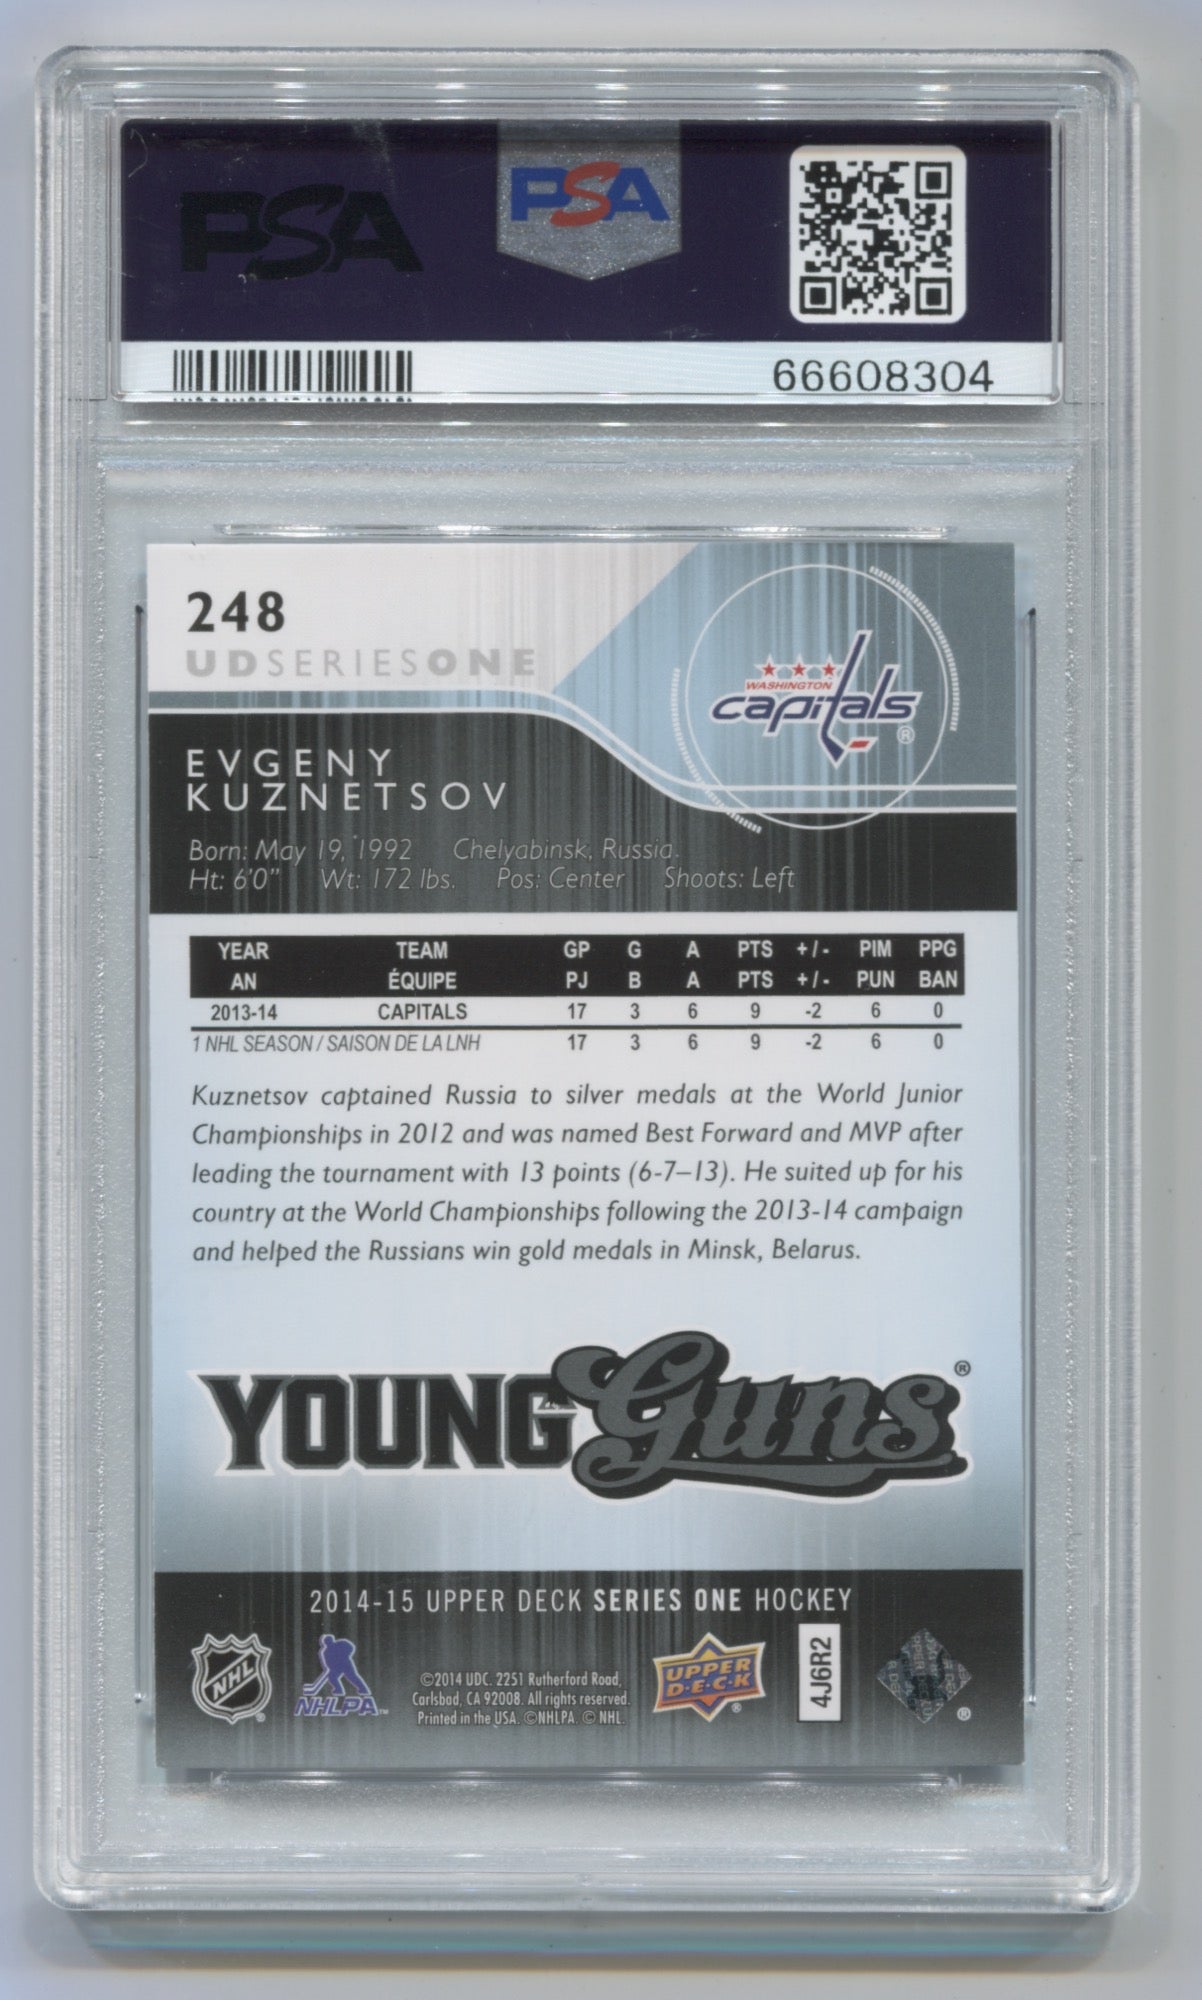 PSA PSA
66608304
248
UDSERIESONE
WASHINGTON
capitals ®
EVGENY
KUZNETSOV
Born: May 19, 1992 Chelyabinsk, Russia.
Ht: 6'0" Wt: 172 lbs. Pos: Center Shoots: Left
YEAR TEAM GP G A PTS +/- PIM PPG
AN ÉQUIPE PJ B A PTS +/- PUN BAN
2013-14 CAPITALS 17 3 6 9 -2 6 0
1 NHL SEASON / SAISON DE LA LNH 17 3 6 9 -2 6 0
Kuznetsov captained Russia to silver medals at the World Junior
Championships in 2012 and was named Best Forward and MVP after
leading the tournament with 13 points (6-7–13). He suited up for his
country at the World Championships following the 2013-14 campaign
and helped the Russians win gold medals in Minsk, Belarus.
YOUNG Guns ®
2014-15 UPPER DECK SERIES ONE HOCKEY
NHL ®
NHLPA ™
©2014 UDC. 2251 Rutherford Road,
Carlsbad, CA 92008. All rights reserved.
Printed in the USA. ©NHLPA. © NHL.
UPPER
D·E·C·K ®
4J6R2
®